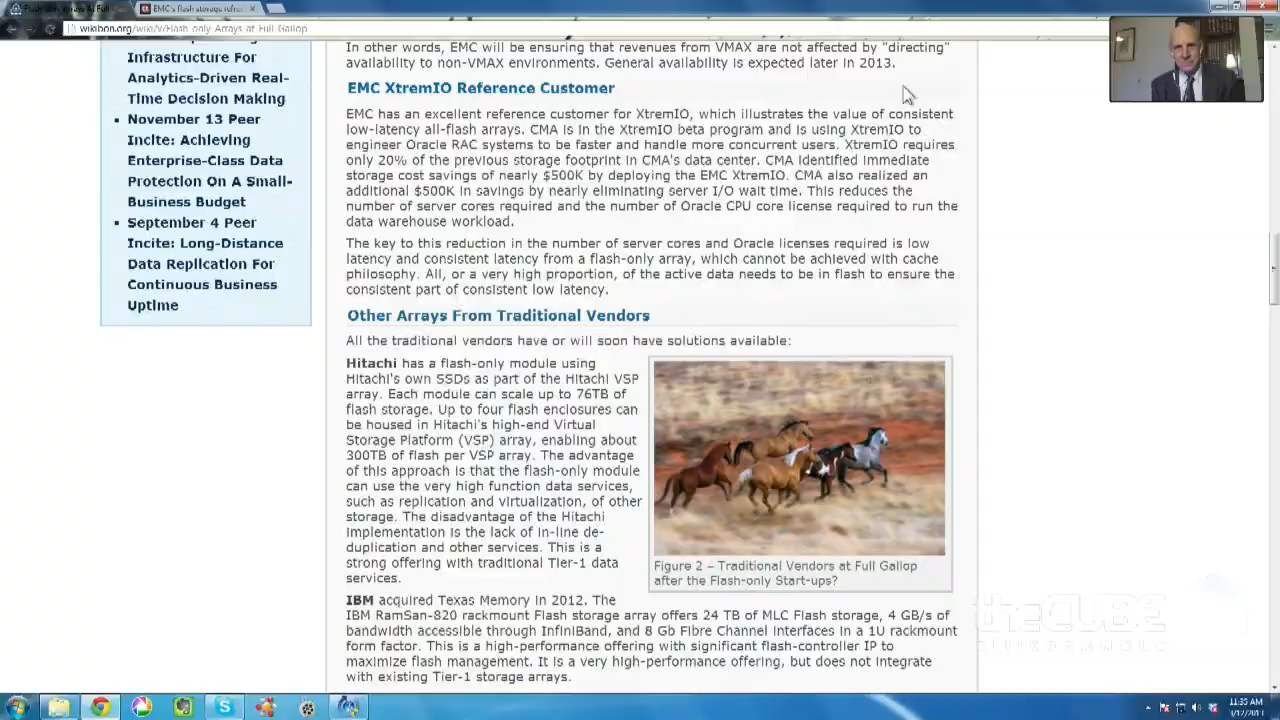 Flash-only Arrays At Full G
EMC's flash storage refres
wikibon.org/wiki/v/Flash-only-Arrays at Full Gallop
Infrastructure For
Analytics-Driven Real-
Time Decision Making
November 13 Peer
Incite: Achieving
Enterprise-Class Data
Protection On A Small-
Business Budget
September 4 Peer
Incite: Long-Distance
Data Replication For
Continuous Business
Uptime
In other words, EMC will be ensuring that revenues from VMAX are not affected by "directing"
availability to non-VMAX environments. General availability is expected later in 2013.
EMC XtremIO Reference Customer
EMC has an excellent reference customer for XtremIO, which illustrates the value of consistent
low-latency all-flash arrays. CMA is in the XtremIO beta program and is using XtremIO to
engineer Oracle RAC systems to be faster and handle more concurrent users. XtremIO requires
only 20% of the previous storage footprint in CMA's data center. CMA identified immediate
storage cost savings of nearly $500K by deploying the EMC XtremIO. CMA also realized an
additional $500K in savings by nearly eliminating server I/O wait time. This reduces the
number of server cores required and the number of Oracle CPU core license required to run the
data warehouse workload.
The key to this reduction in the number of server cores and Oracle licenses required is low
latency and consistent latency from a flash-only array, which cannot be achieved with cache
philosophy. All, or a very high proportion, of the active data needs to be in flash to ensure the
consistent part of consistent low latency.
Other Arrays From Traditional Vendors
All the traditional vendors have or will soon have solutions available:
Hitachi has a flash-only module using
Hitachi's own SSDs as part of the Hitachi VSP
array. Each module can scale up to 76TB of
flash storage. Up to four flash enclosures can
be housed in Hitachi's high-end Virtual
Storage Platform (VSP) array, enabling about
300TB of flash per VSP array. The advantage
of this approach is that the flash-only module
can use the very high function data services,
such as replication and virtualization, of other
storage. The disadvantage of the Hitachi
implementation is the lack of in-line de-
duplication and other services. This is a
strong offering with traditional Tier-1 data
services.
Figure 2 – Traditional Vendors at Full Gallop
after the Flash-only Start-ups?
IBM acquired Texas Memory in 2012. The
IBM RamSan-820 rackmount Flash storage array offers 24 TB of MLC Flash storage, 4 GB/s of
bandwidth accessible through InfiniBand, and 8 Gb Fibre Channel interfaces in a 1U rackmount
form factor. This is a high-performance offering with significant flash-controller IP to
maximize flash management. It is a very high-performance offering, but does not integrate
with existing Tier-1 storage arrays.
theCUBE
11:35 AM